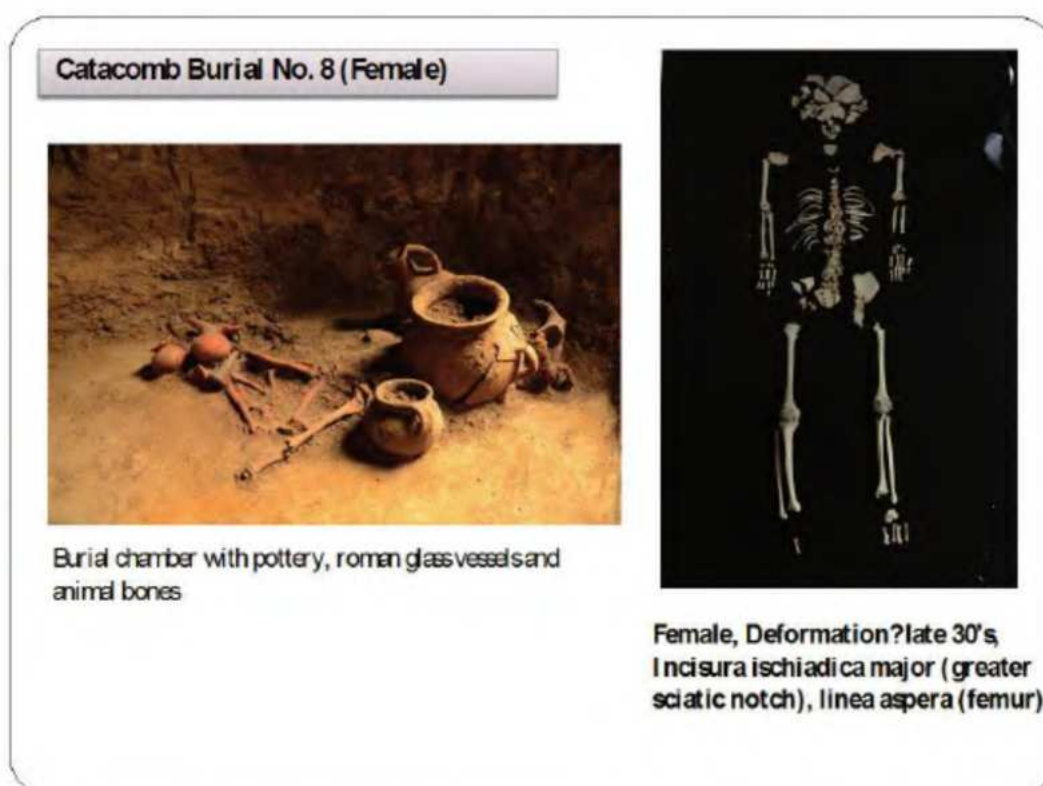 Catacomb Burial No. 8 (Female)
Burial chamber with pottery, roman glass vessels and
animal bones
Female, Deformation? late 30's,
Incisura ischiadica major (greater
sciatic notch), linea aspera (femur)